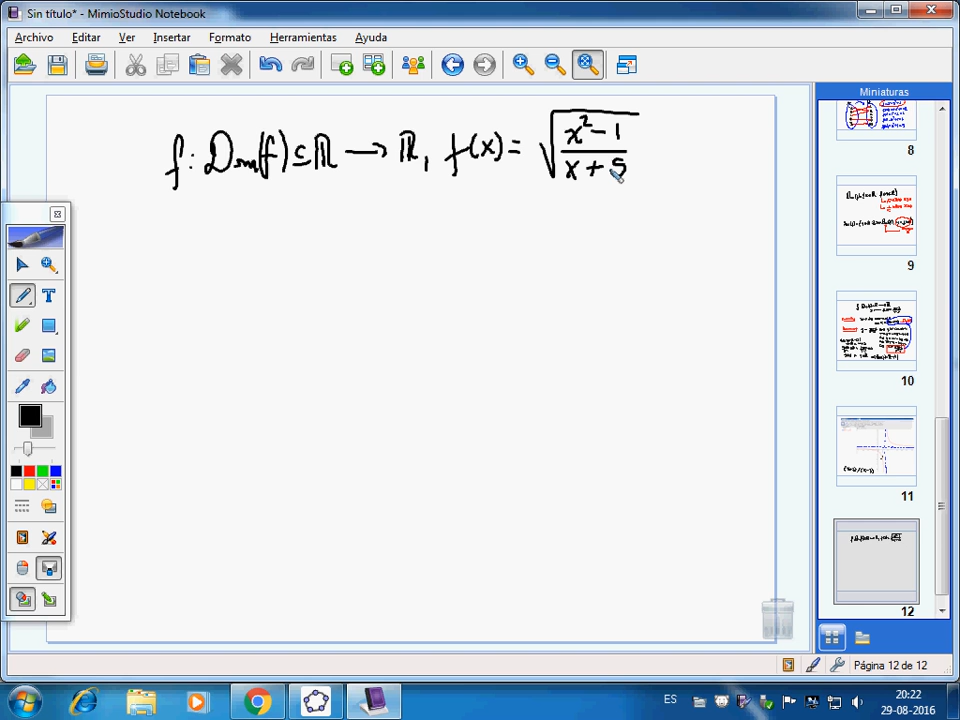 Sin título* - MimioStudio Notebook
Archivo Editar Ver Insertar Formato Herramientas Ayuda
Miniaturas
f: Dom(f) ⊆ ℝ → ℝ, f(x) = √((x² - 1)/(x + 5))
8
9
10
11
12
Página 12 de 12
ES
20:22
29-08-2016